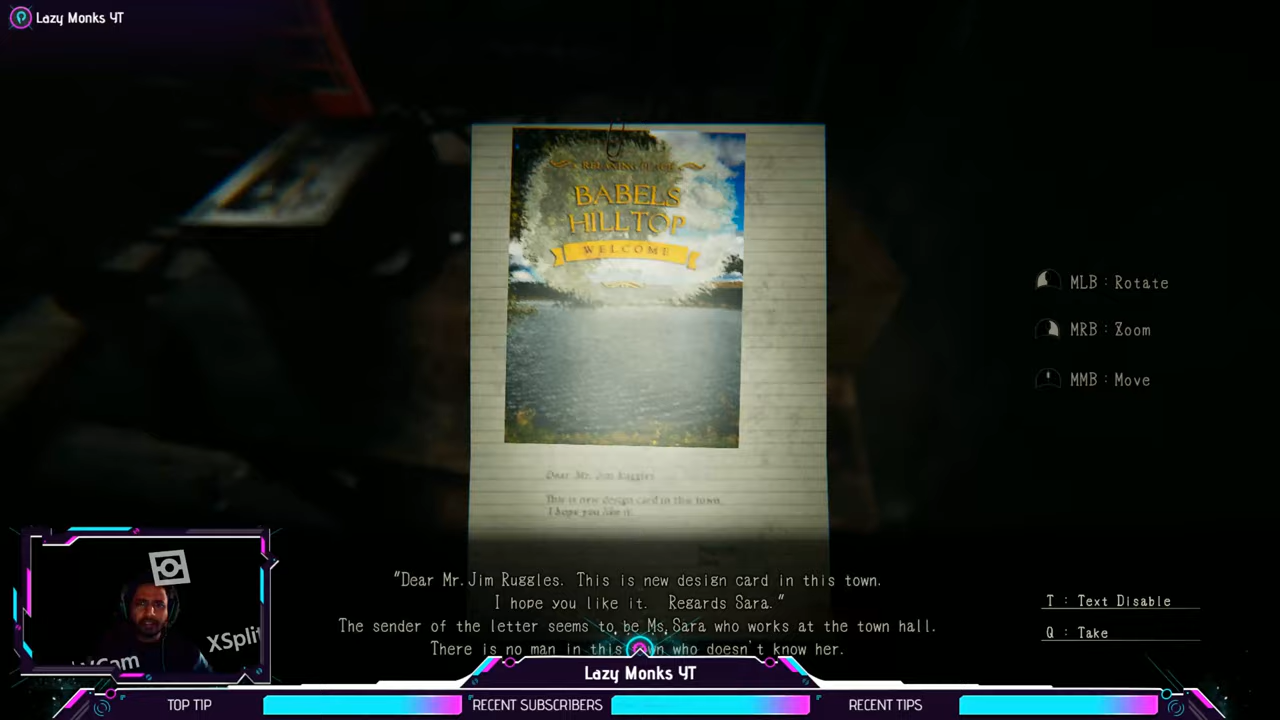 Lazy Monks YT
RELAXING PLACE
BABELS
HILLTOP
WELCOME
Dear Mr. Jim Ruggles
This is new design card in this town.
I hope you like it.
MLB : Rotate
MRB : Zoom
MMB : Move
"Dear Mr.Jim Ruggles. This is new design card in this town.
I hope you like it. Regards Sara."
The sender of the letter seems to be Ms.Sara who works at the town hall.
There is no man in this town who doesn't know her.
T : Text Disable
Q : Take
XSplit
VCam
Lazy Monks YT
TOP TIP
RECENT SUBSCRIBERS
RECENT TIPS